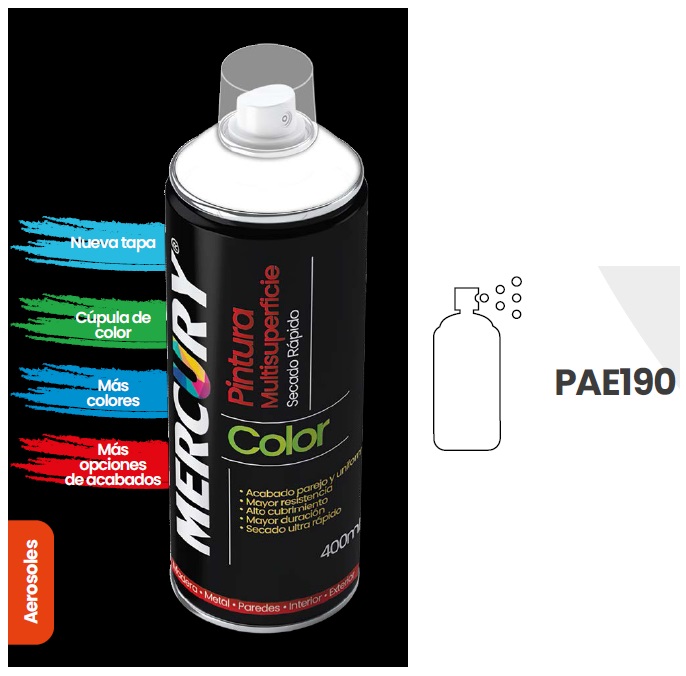 Nueva tapa
Cúpula de
color
Más
colores
Más
opciones
de acabados
Aerosoles
MERCURY®
Pintura
Multisuperficie
Secado Rápido
Color
• Acabado parejo y uniform
• Mayor resistencia
• Alto cubrimiento
• Mayor duración
• Secado ultra rápido
400ml
Madera • Metal • Paredes • Interior • Exterior
PAE190